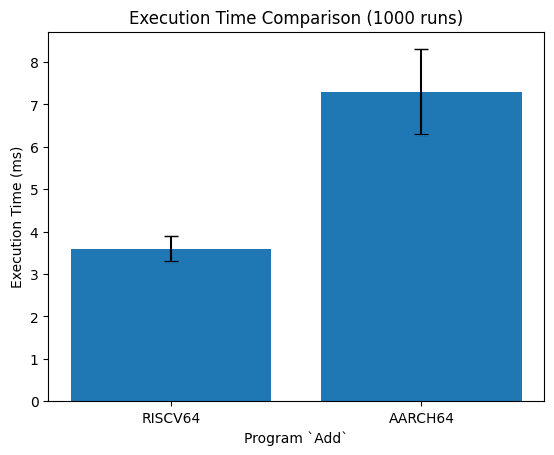 Execution Time Comparison (1000 runs)
Execution Time (ms)
8
7
6
5
4
3
2
1
0
RISCV64 AARCH64
Program `Add`